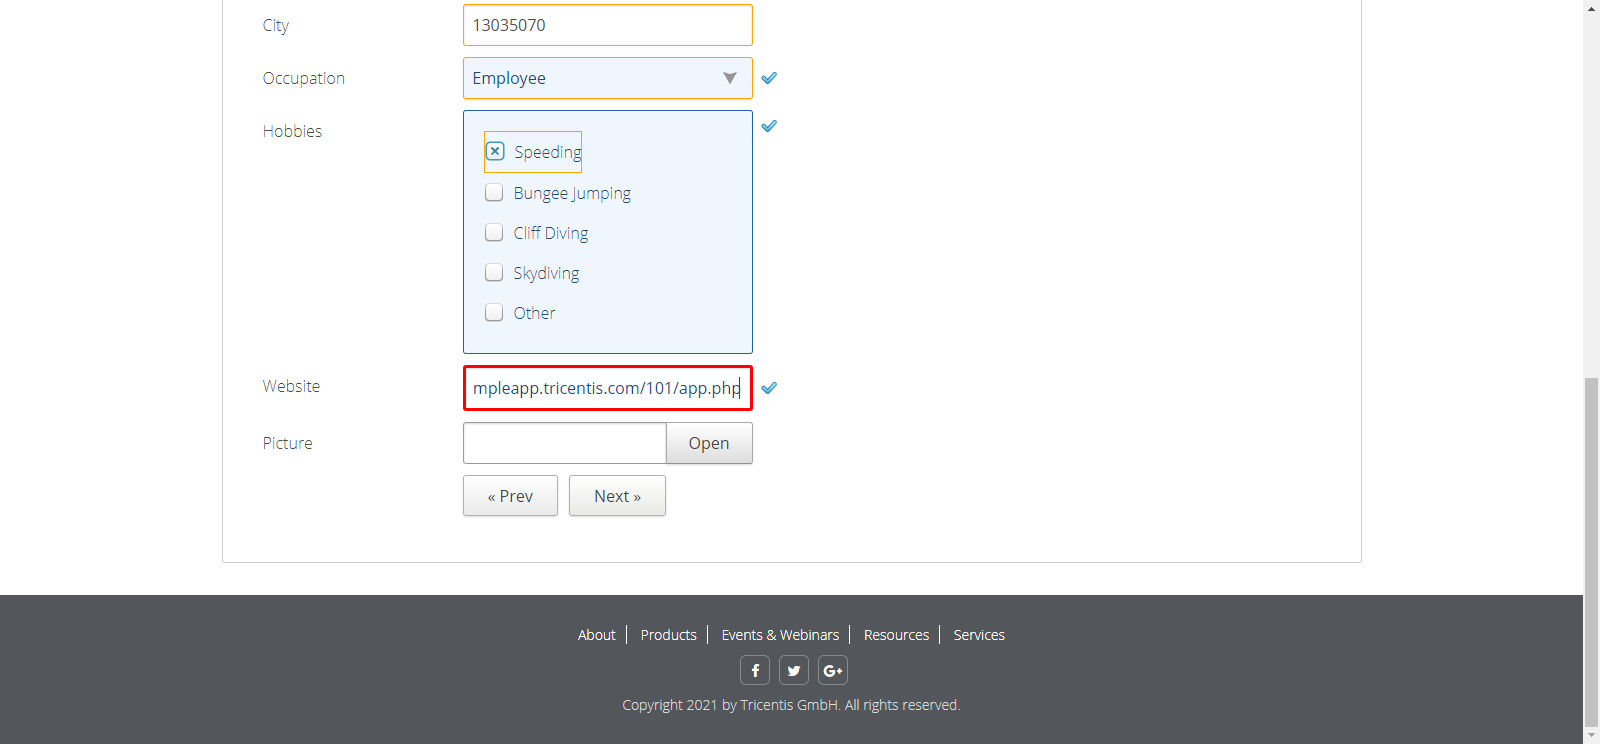 City
13035070
Occupation
Employee
Hobbies
Speeding
Bungee Jumping
Cliff Diving
Skydiving
Other
Website
mpleapp.tricentis.com/101/app.php
Picture
Open
« Prev
Next »
About
Products
Events & Webinars
Resources
Services
f
G+
Copyright 2021 by Tricentis GmbH. All rights reserved.